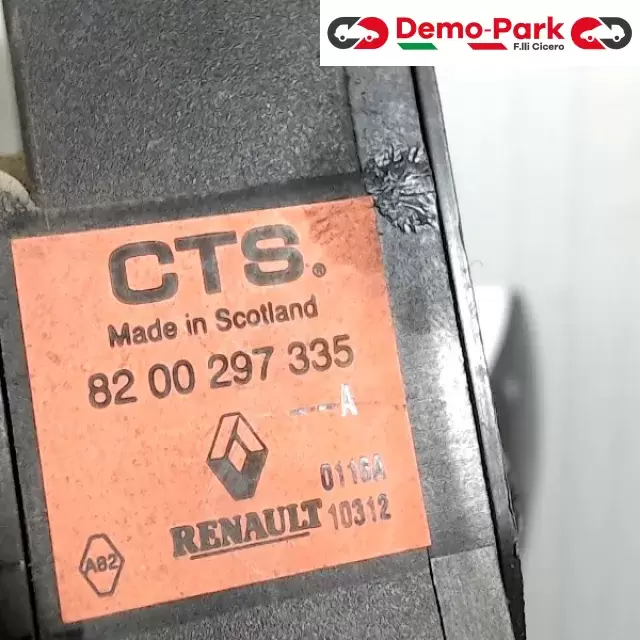 Demo-Park
F.lli Cicero
CTS®
Made in Scotland
82 00 297 335
---A
RENAULT
0116A
10312
A82